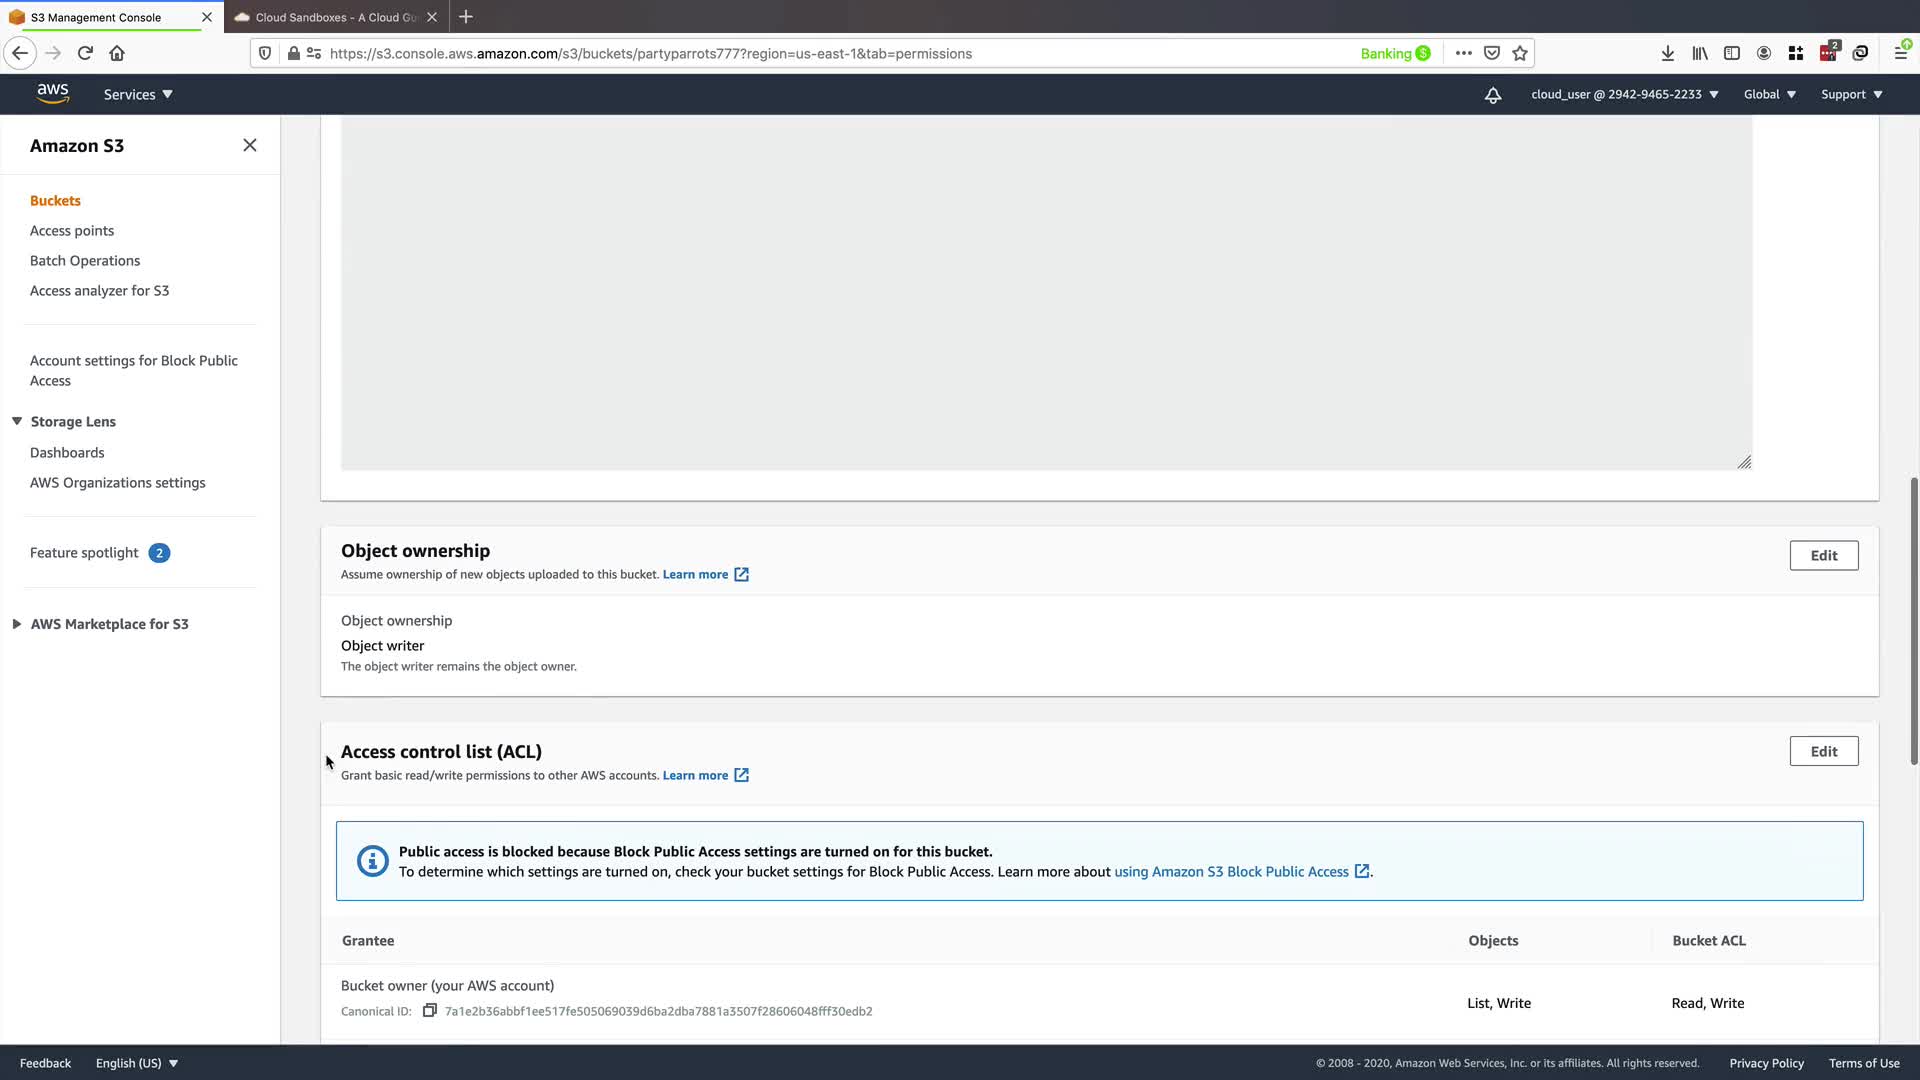 S3 Management Console
Cloud Sandboxes - A Cloud Gu
https://s3.console.aws.amazon.com/s3/buckets/partyparrots777?region=us-east-1&tab=permissions
Banking
2
aws
Services
cloud_user @ 2942-9465-2233
Global
Support
Amazon S3
Buckets
Access points
Batch Operations
Access analyzer for S3
Account settings for Block Public
Access
Storage Lens
Dashboards
AWS Organizations settings
Feature spotlight 2
AWS Marketplace for S3
Object ownership
Edit
Assume ownership of new objects uploaded to this bucket. Learn more
Object ownership
Object writer
The object writer remains the object owner.
Access control list (ACL)
Edit
Grant basic read/write permissions to other AWS accounts. Learn more
Public access is blocked because Block Public Access settings are turned on for this bucket.
To determine which settings are turned on, check your bucket settings for Block Public Access. Learn more about using Amazon S3 Block Public Access.
Grantee Objects Bucket ACL
Bucket owner (your AWS account)
List, Write Read, Write
Canonical ID: 7a1e2b36abbf1ee517fe505069039d6ba2dba7881a3507f28606048fff30edb2
Feedback English (US) © 2008 - 2020, Amazon Web Services, Inc. or its affiliates. All rights reserved. Privacy Policy Terms of Use